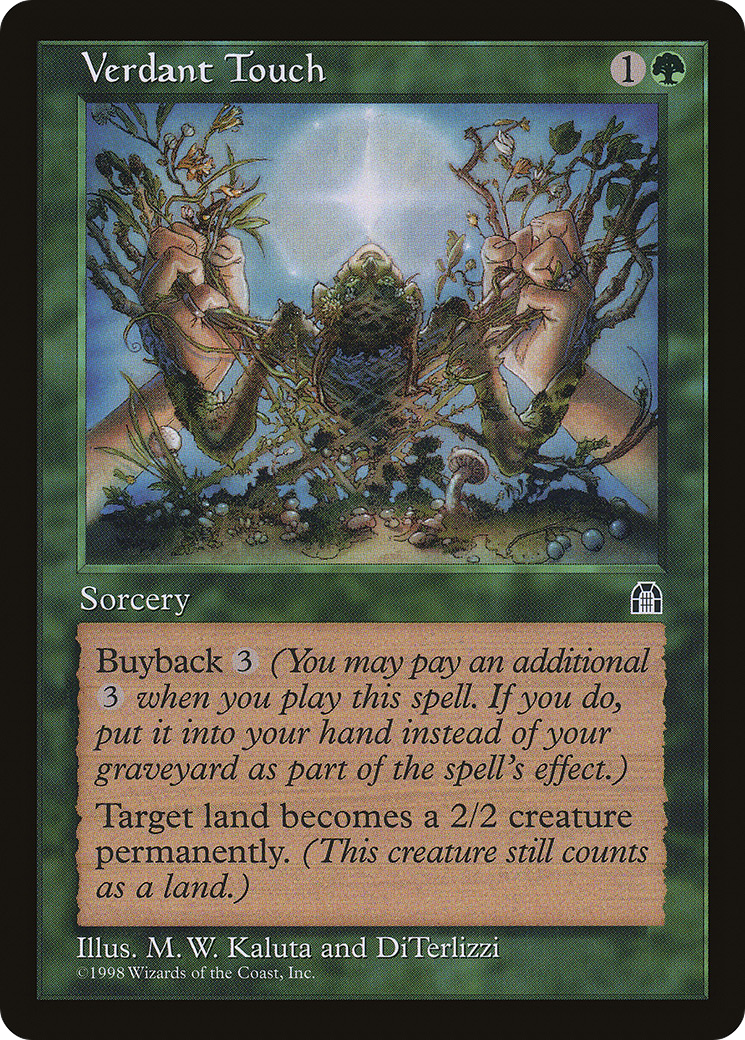 Verdant Touch 1
Sorcery
Buyback 3 (You may pay an additional
3 when you play this spell. If you do,
put it into your hand instead of your
graveyard as part of the spell's effect.)
Target land becomes a 2/2 creature
permanently. (This creature still counts
as a land.)
Illus. M. W. Kaluta and DiTerlizzi
©1998 Wizards of the Coast, Inc.